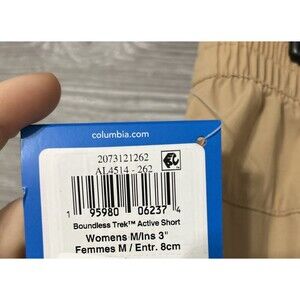 columbia.com
2073121262
AL4514 - 262
1 95980 06237 4
Boundless Trek™ Active Short
Womens M/Ins 3"
Femmes M / Entr. 8cm